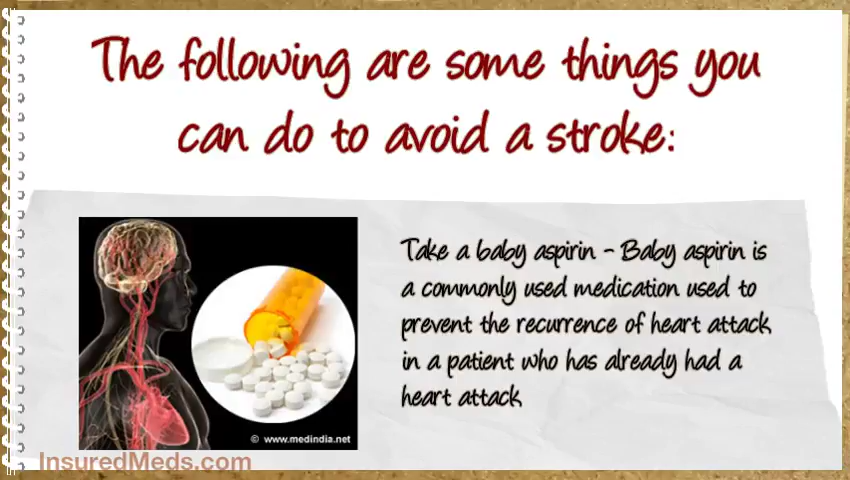 The following are some things you
can do to avoid a stroke:
Take a baby aspirin - Baby aspirin is
a commonly used medication used to
prevent the recurrence of heart attack
in a patient who has already had a
heart attack
© www.medindia.net
InsuredMeds.com